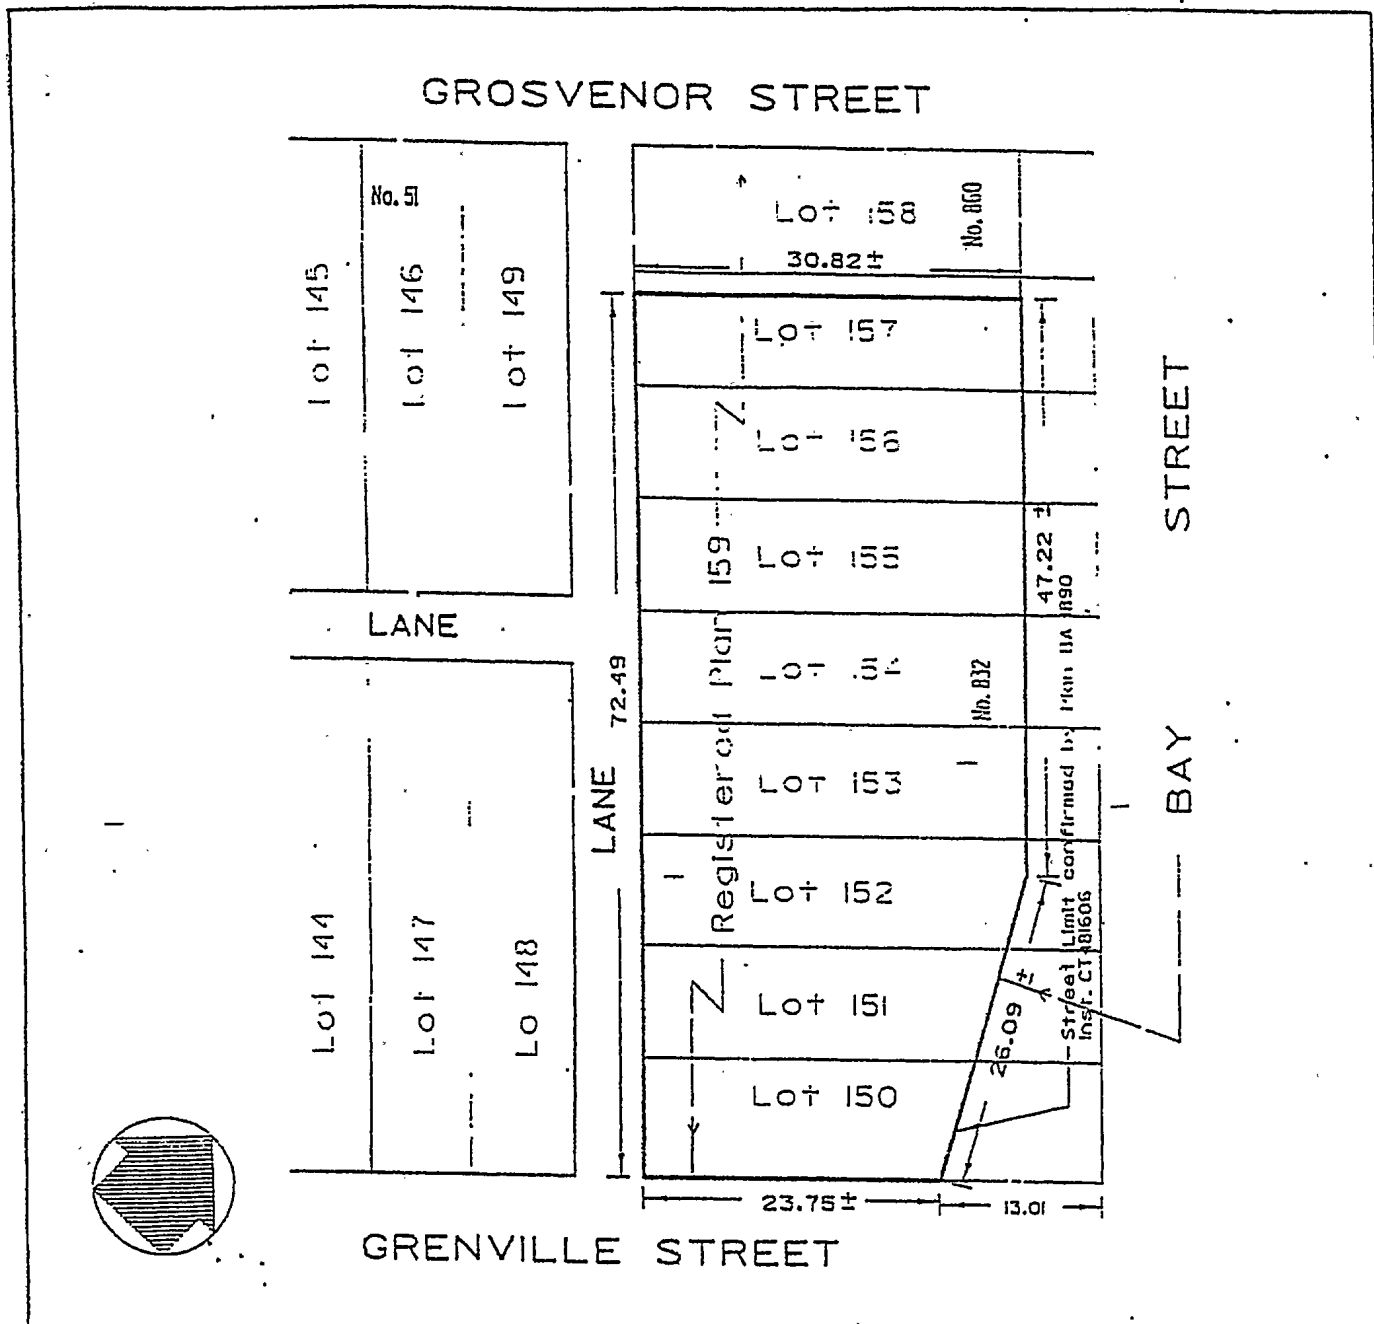 GROSVENOR STREET
No. 51
Lot 158
No. 860
30.82±
Lot 145
Lot 146
Lot 149
Lot 157
Lot 156
Lot 155
47.22 ±
STREET
LANE
72.49
Registered Plan 159
No. 832
Lot 153
LANE
BAY
Lot 152
Street Limit confirmed by Plan BA 1890
Inst. CT481606
Lot 144
Lot 147
Lo 148
Lot 151
26.09 ±
Lot 150
23.75±
13.01
GRENVILLE STREET